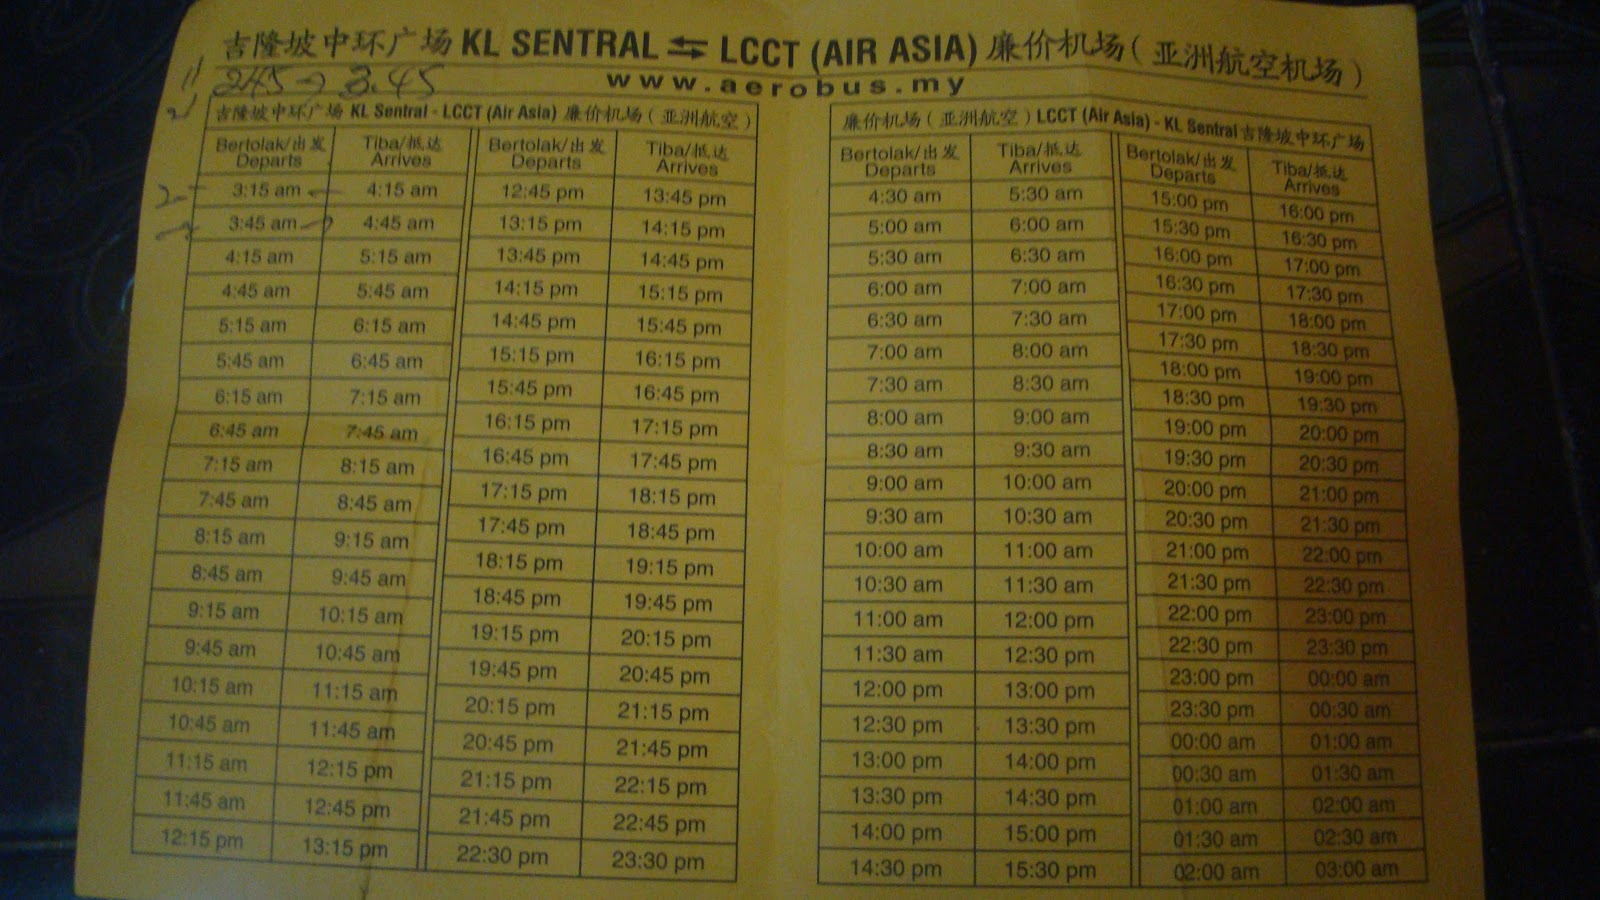 吉隆坡中环广场 KL SENTRAL ⇆ LCCT (AIR ASIA) 廉价机场 ( 亚洲航空机场 )
www.aerobus.my
245 → 3.45
吉隆坡中环广场 KL Sentral - LCCT (Air Asia) 廉价机场 ( 亚洲航空 )
Bertolak/出发 Tiba/抵达 Bertolak/出发 Tiba/抵达
Departs Arrives Departs Arrives
3:15 am 4:15 am 12:45 pm 13:45 pm
3:45 am 4:45 am 13:15 pm 14:15 pm
4:15 am 5:15 am 13:45 pm 14:45 pm
4:45 am 5:45 am 14:15 pm 15:15 pm
5:15 am 6:15 am 14:45 pm 15:45 pm
5:45 am 6:45 am 15:15 pm 16:15 pm
6:15 am 7:15 am 15:45 pm 16:45 pm
6:45 am 7:45 am 16:15 pm 17:15 pm
7:15 am 8:15 am 16:45 pm 17:45 pm
7:45 am 8:45 am 17:15 pm 18:15 pm
8:15 am 9:15 am 17:45 pm 18:45 pm
8:45 am 9:45 am 18:15 pm 19:15 pm
9:15 am 10:15 am 18:45 pm 19:45 pm
9:45 am 10:45 am 19:15 pm 20:15 pm
10:15 am 11:15 am 19:45 pm 20:45 pm
10:45 am 11:45 am 20:15 pm 21:15 pm
11:15 am 12:15 pm 20:45 pm 21:45 pm
11:45 am 12:45 pm 21:15 pm 22:15 pm
12:15 pm 13:15 pm 21:45 pm 22:45 pm
22:30 pm 23:30 pm
廉价机场 ( 亚洲航空 ) LCCT (Air Asia) - KL Sentral 吉隆坡中环广场
Bertolak/出发 Tiba/抵达 Bertolak/出发 Tiba/抵达
Departs Arrives Departs Arrives
4:30 am 5:30 am 15:00 pm 16:00 pm
5:00 am 6:00 am 15:30 pm 16:30 pm
5:30 am 6:30 am 16:00 pm 17:00 pm
6:00 am 7:00 am 16:30 pm 17:30 pm
6:30 am 7:30 am 17:00 pm 18:00 pm
7:00 am 8:00 am 17:30 pm 18:30 pm
7:30 am 8:30 am 18:00 pm 19:00 pm
8:00 am 9:00 am 18:30 pm 19:30 pm
8:30 am 9:30 am 19:00 pm 20:00 pm
9:00 am 10:00 am 19:30 pm 20:30 pm
9:30 am 10:30 am 20:00 pm 21:00 pm
10:00 am 11:00 am 20:30 pm 21:30 pm
10:30 am 11:30 am 21:00 pm 22:00 pm
11:00 am 12:00 pm 21:30 pm 22:30 pm
11:30 am 12:30 pm 22:00 pm 23:00 pm
12:00 pm 13:00 pm 22:30 pm 23:30 pm
12:30 pm 13:30 pm 23:00 pm 00:00 am
13:00 pm 14:00 pm 23:30 pm 00:30 am
13:30 pm 14:30 pm 00:00 am 01:00 am
14:00 pm 15:00 pm 00:30 am 01:30 am
14:30 pm 15:30 pm 01:00 am 02:00 am
01:30 am 02:30 am
02:00 am 03:00 am